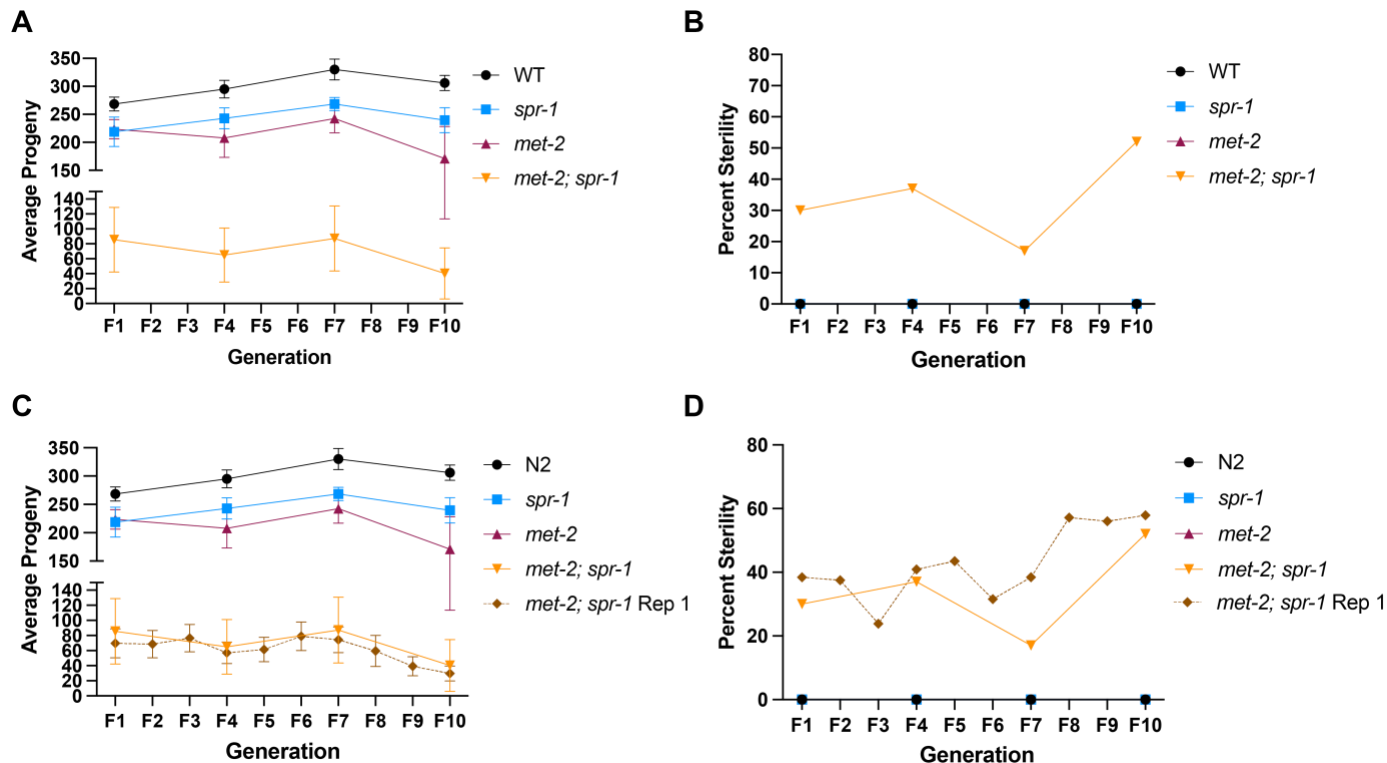 A
Average Progeny
350
300
250
200
150
140
120
100
80
60
40
20
0
F1 F2 F3 F4 F5 F6 F7 F8 F9 F10
Generation
WT
spr-1
met-2
met-2; spr-1
B
Percent Sterility
80
70
60
50
40
30
20
10
0
F1 F2 F3 F4 F5 F6 F7 F8 F9 F10
Generation
WT
spr-1
met-2
met-2; spr-1
C
Average Progeny
350
300
250
200
150
140
120
100
80
60
40
20
0
F1 F2 F3 F4 F5 F6 F7 F8 F9 F10
Generation
N2
spr-1
met-2
met-2; spr-1
met-2; spr-1 Rep 1
D
Percent Sterility
80
60
40
20
0
F1 F2 F3 F4 F5 F6 F7 F8 F9 F10
Generation
N2
spr-1
met-2
met-2; spr-1
met-2; spr-1 Rep 1